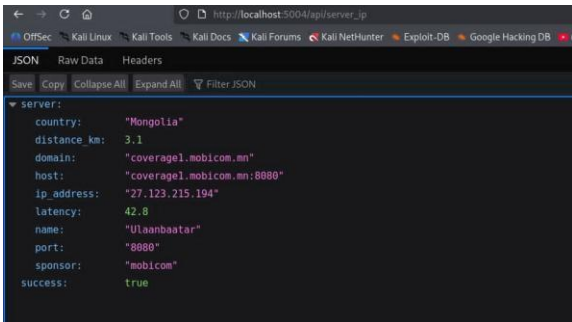 http://localhost:5004/api/server_ip
OffSec Kali Linux Kali Tools Kali Docs Kali Forums Kali NetHunter Exploit-DB Google Hacking DB
JSON Raw Data Headers
Save Copy Collapse All Expand All Filter JSON
server:
country: "Mongolia"
distance_km: 3.1
domain: "coverage1.mobicom.mn"
host: "coverage1.mobicom.mn:8080"
ip_address: "27.123.215.194"
latency: 42.8
name: "Ulaanbaatar"
port: "8080"
sponsor: "mobicom"
success: true